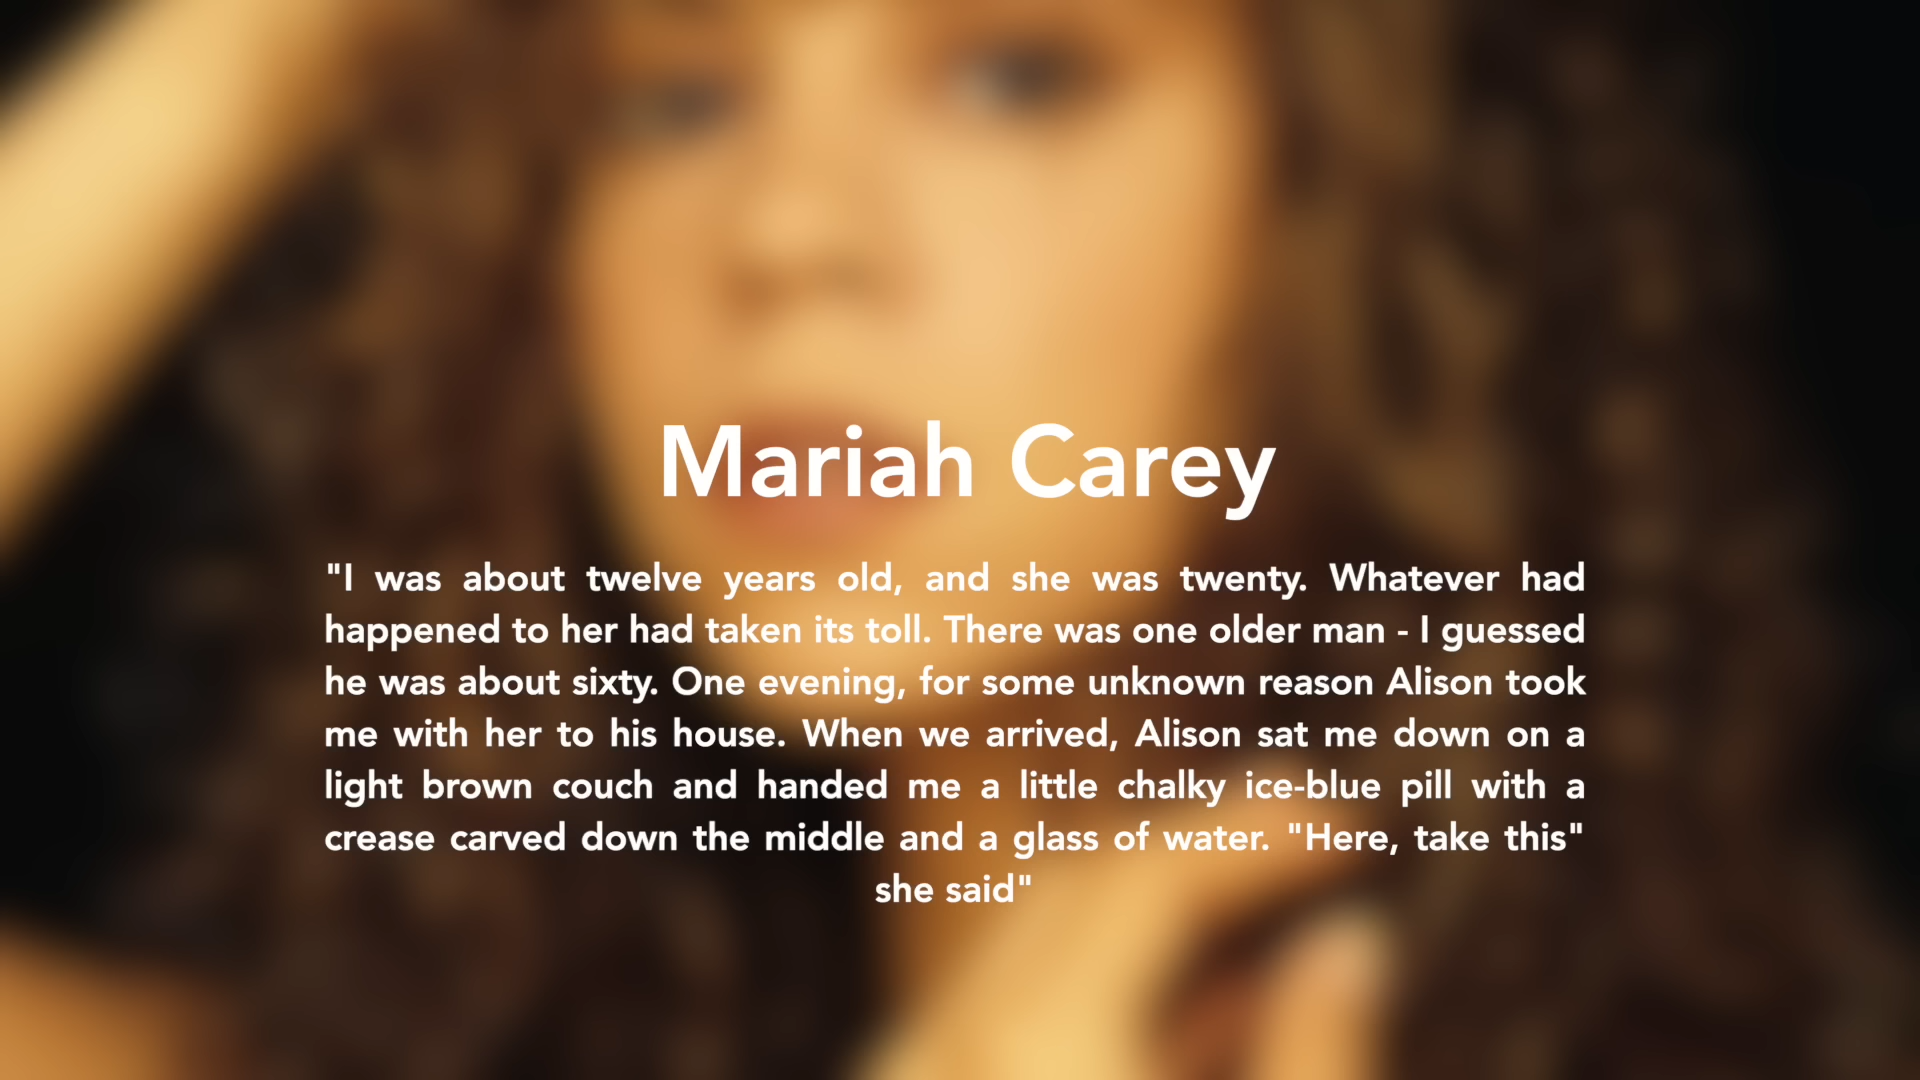 Mariah Carey
"I was about twelve years old, and she was twenty. Whatever had
happened to her had taken its toll. There was one older man - I guessed
he was about sixty. One evening, for some unknown reason Alison took
me with her to his house. When we arrived, Alison sat me down on a
light brown couch and handed me a little chalky ice-blue pill with a
crease carved down the middle and a glass of water. "Here, take this"
she said"